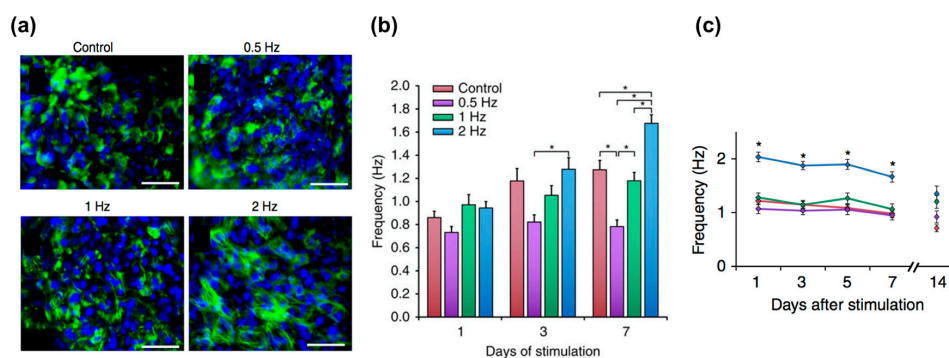 (a)
Control
0.5 Hz
1 Hz
2 Hz
(b)
Frequency (Hz)
2.0
1.8
1.6
1.4
1.2
1.0
0.8
0.6
0.4
0.2
0.0
Control
0.5 Hz
1 Hz
2 Hz
*
*
*
*
*
*
1
3
7
Days of stimulation
(c)
Frequency (Hz)
2
1
0
*
*
*
*
1
3
5
7
14
Days after stimulation